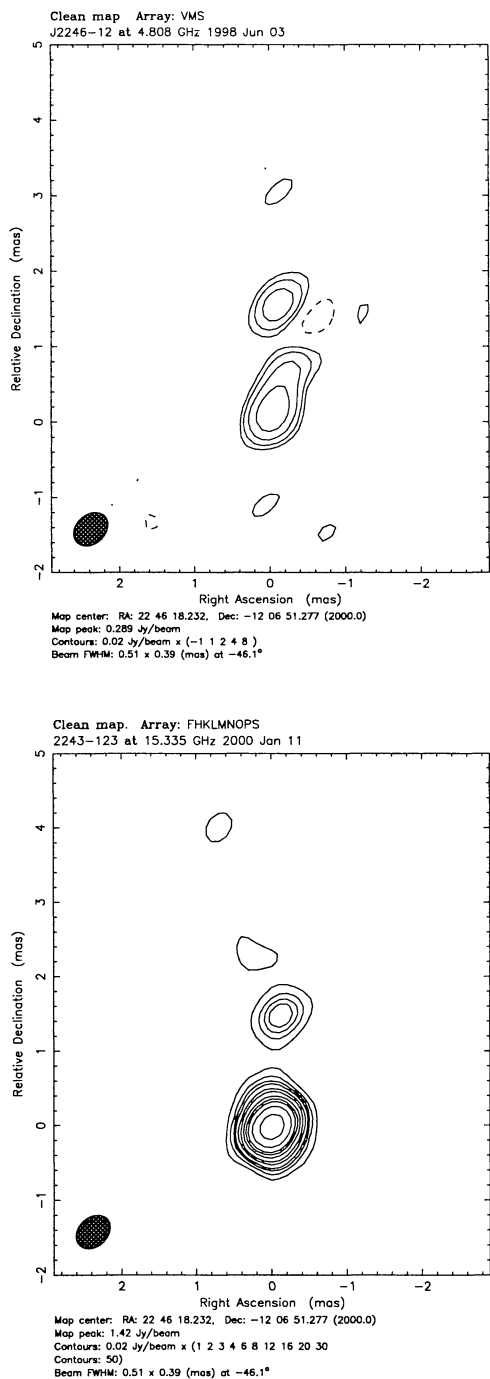 Clean map Array: VMS
J2246-12 at 4.808 GHz 1998 Jun 03
5
4
3
2
1
0
-1
-2
Relative Declination (mas)
2 1 0 -1 -2
Right Ascension (mas)
Map center: RA: 22 46 18.232, Dec: -12 06 51.277 (2000.0)
Map peak: 0.289 Jy/beam
Contours: 0.02 Jy/beam x (-1 1 2 4 8 )
Beam FWHM: 0.51 x 0.39 (mas) at -46.1°
Clean map. Array: FHKLMNOPS
2243-123 at 15.335 GHz 2000 Jan 11
5
4
3
2
1
0
-1
-2
Relative Declination (mas)
2 1 0 -1 -2
Right Ascension (mas)
Map center: RA: 22 46 18.232, Dec: -12 06 51.277 (2000.0)
Map peak: 1.42 Jy/beam
Contours: 0.02 Jy/beam x (1 2 3 4 6 8 12 16 20 30
Contours: 50)
Beam FWHM: 0.51 x 0.39 (mas) at -46.1°